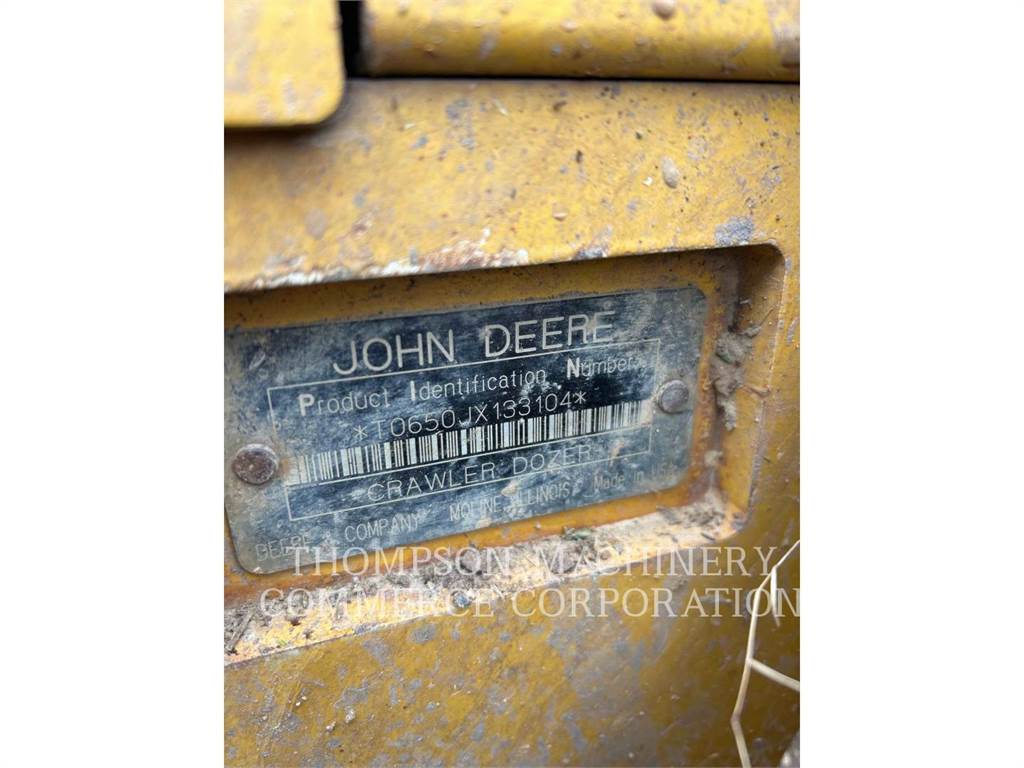 JOHN DEERE
Product Identification Number
*T0650JX133104*
CRAWLER DOZER
DEERE & COMPANY MOLINE ILLINOIS Made in USA
THOMPSON MACHINERY
COMMERCE CORPORATION